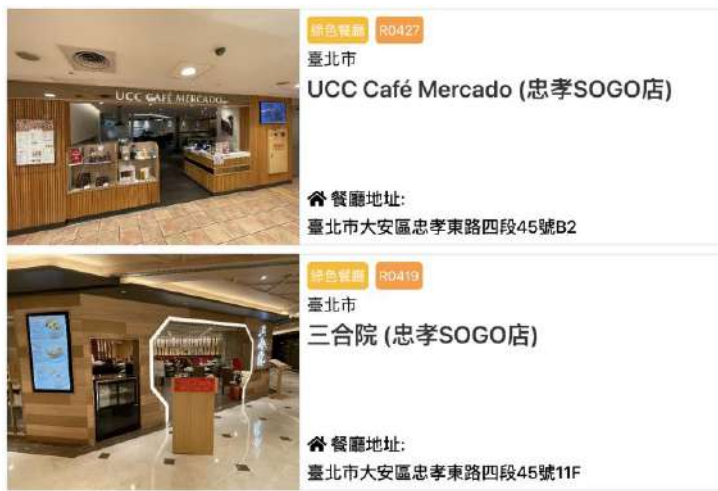 綠色餐廳 R0427
臺北市
UCC Café Mercado (忠孝SOGO店)
UCC CAFÉ MERCADO
餐廳地址:
臺北市大安區忠孝東路四段45號B2
綠色餐廳 R0419
臺北市
三合院 (忠孝SOGO店)
三合院
餐廳地址:
臺北市大安區忠孝東路四段45號11F